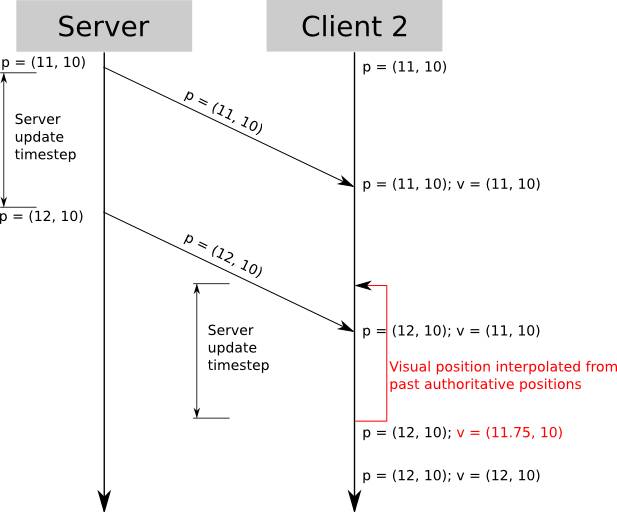 Server
Client 2
p = (11, 10)
p = (11, 10)
p = (11, 10)
Server
update
timestep
p = (11, 10); v = (11, 10)
p = (12, 10)
p = (12, 10)
Server
update
timestep
p = (12, 10); v = (11, 10)
Visual position interpolated from
past authoritative positions
p = (12, 10); v = (11.75, 10)
p = (12, 10); v = (12, 10)